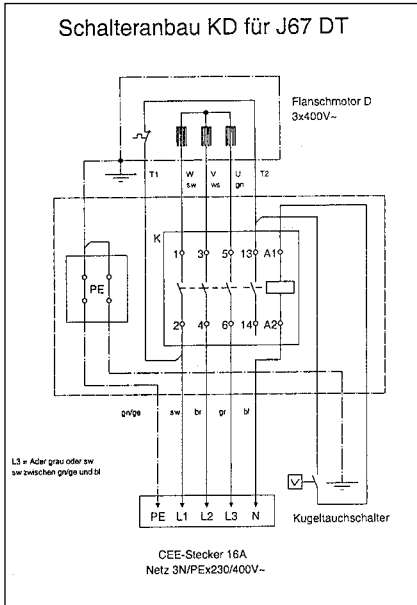 Schalteranbau KD für J67 DT
Flanschmotor D
3x400V~
T1 W V U T2
sw ws gn
K
1 3 5 13 A1
PE
2 4 6 14 A2
gn/ge sw br gr bl
L3 = Ader grau oder sw
sw zwischen gn/ge und bl
PE L1 L2 L3 N
Kugeltauchschalter
CEE-Stecker 16A
Netz 3N/PEx230/400V~